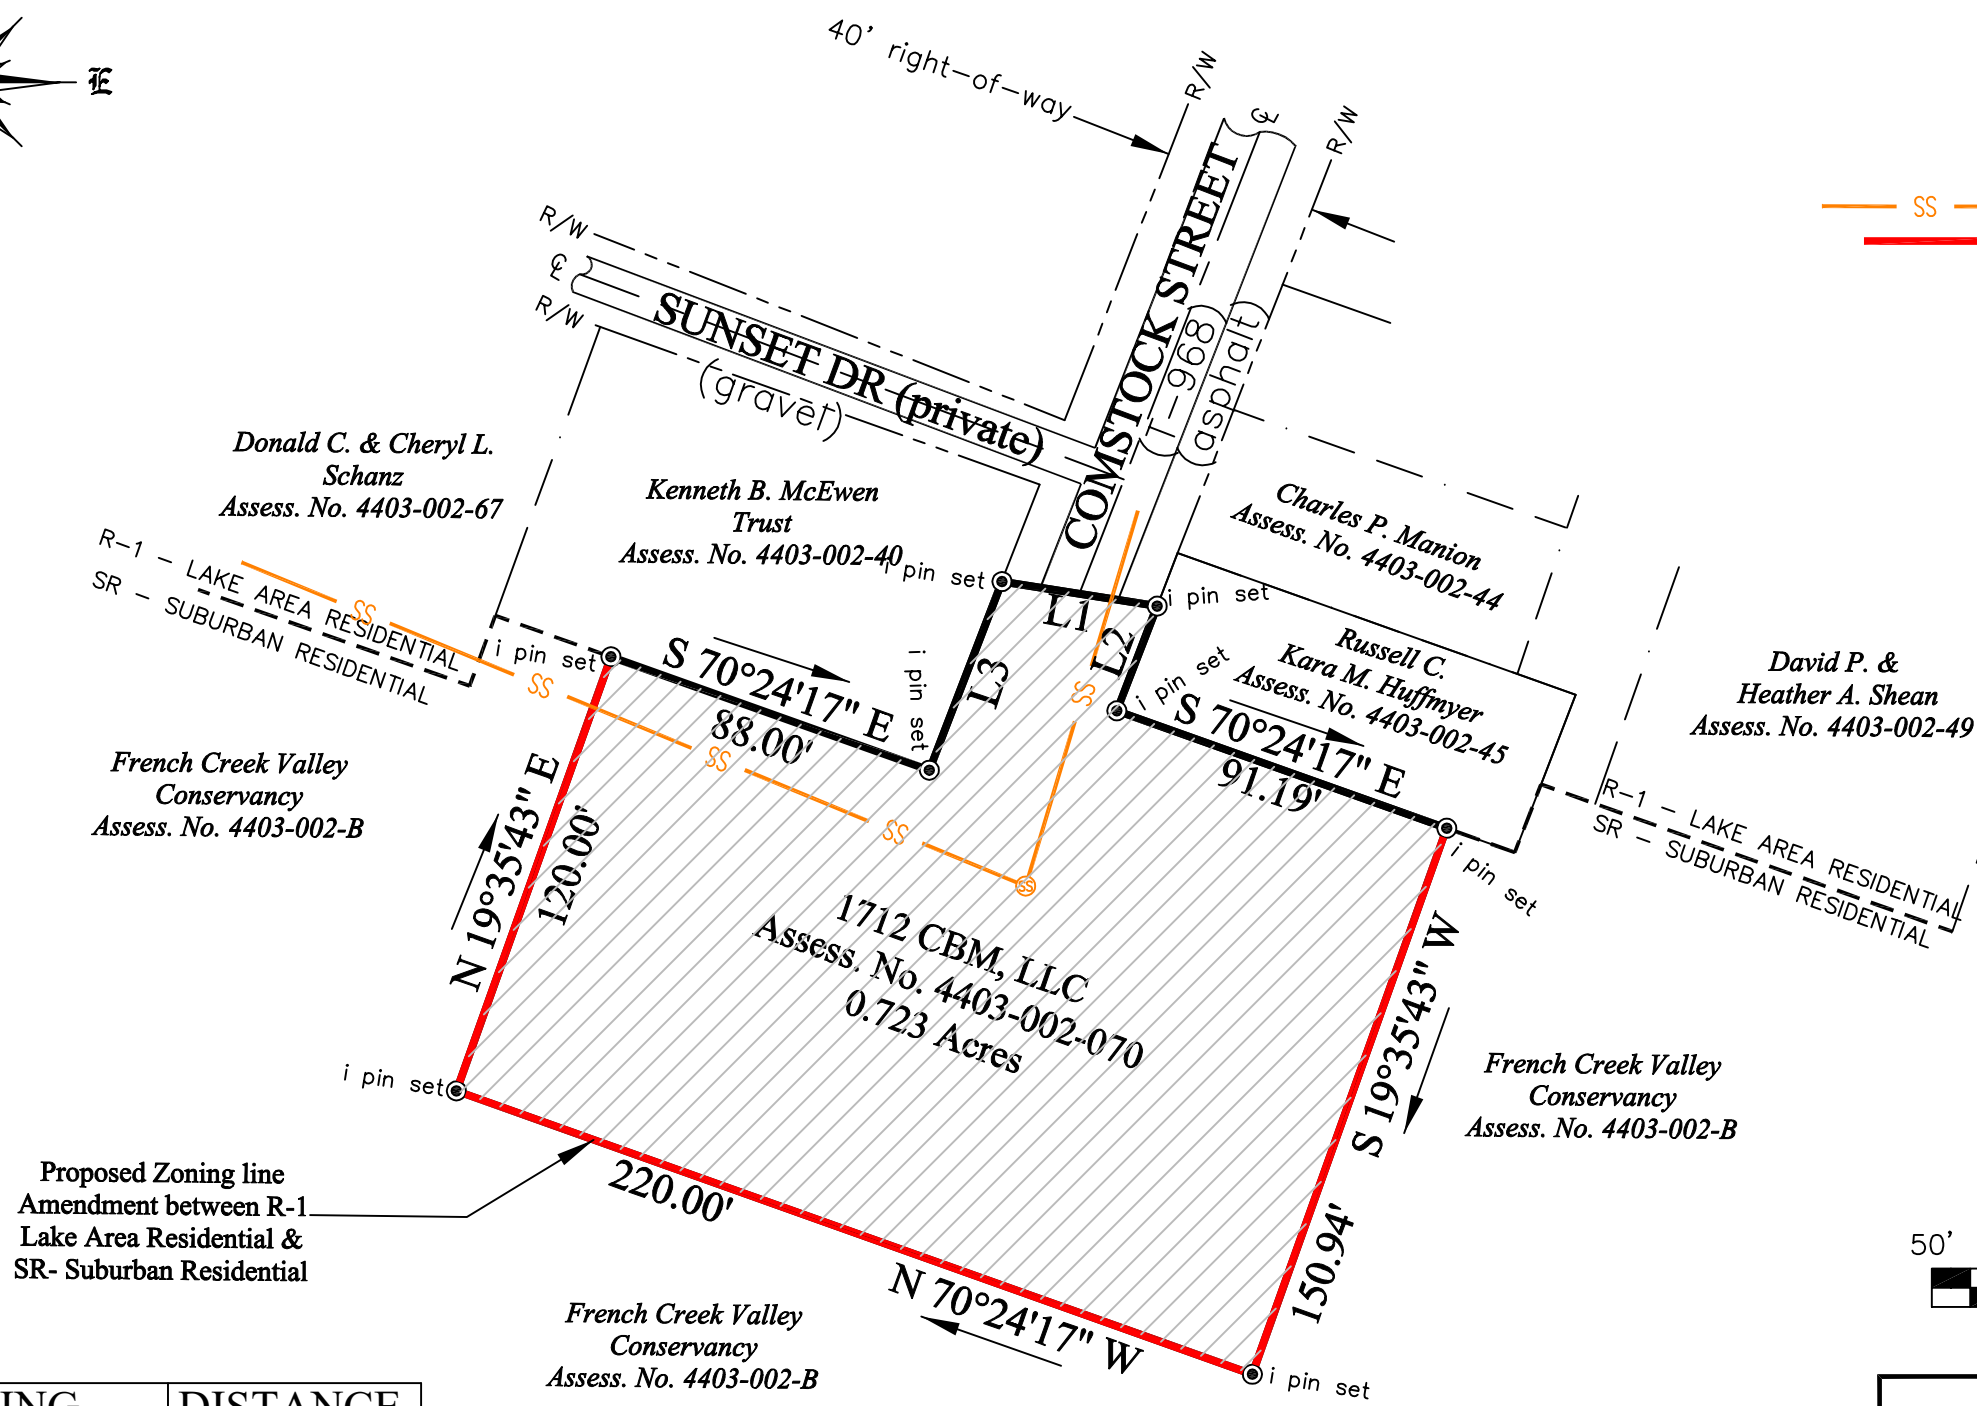 E
40' right-of-way
R/W
℄
R/W
SS
COMSTOCK STREET
(T-968)
(asphalt)
R/W
℄
R/W
SUNSET DR (private)
(gravel)
Donald C. & Cheryl L.
Schanz
Assess. No. 4403-002-67
Kenneth B. McEwen
Trust
Assess. No. 4403-002-40
Charles P. Manion
Assess. No. 4403-002-44
Russell C.
Kara M. Huffmyer
Assess. No. 4403-002-45
David P. &
Heather A. Shean
Assess. No. 4403-002-49
R-1 - LAKE AREA RESIDENTIAL
SR - SUBURBAN RESIDENTIAL
SS
i pin set
SS
i pin set
L1
i pin set
L2
L3
i pin set
i pin set
SS
S 70°24'17" E
88.00'
SS
S 70°24'17" E
91.19'
SS
SS
i pin set
R-1 - LAKE AREA RESIDENTIAL
SR - SUBURBAN RESIDENTIAL
French Creek Valley
Conservancy
Assess. No. 4403-002-B
N 19°35'43" E
120.00'
1712 CBM, LLC
Assess. No. 4403-002-070
0.723 Acres
S 19°35'43" W
150.94'
French Creek Valley
Conservancy
Assess. No. 4403-002-B
i pin set
Proposed Zoning line
Amendment between R-1
Lake Area Residential &
SR- Suburban Residential
220.00'
N 70°24'17" W
i pin set
French Creek Valley
Conservancy
Assess. No. 4403-002-B
50'
ING
DISTANCE